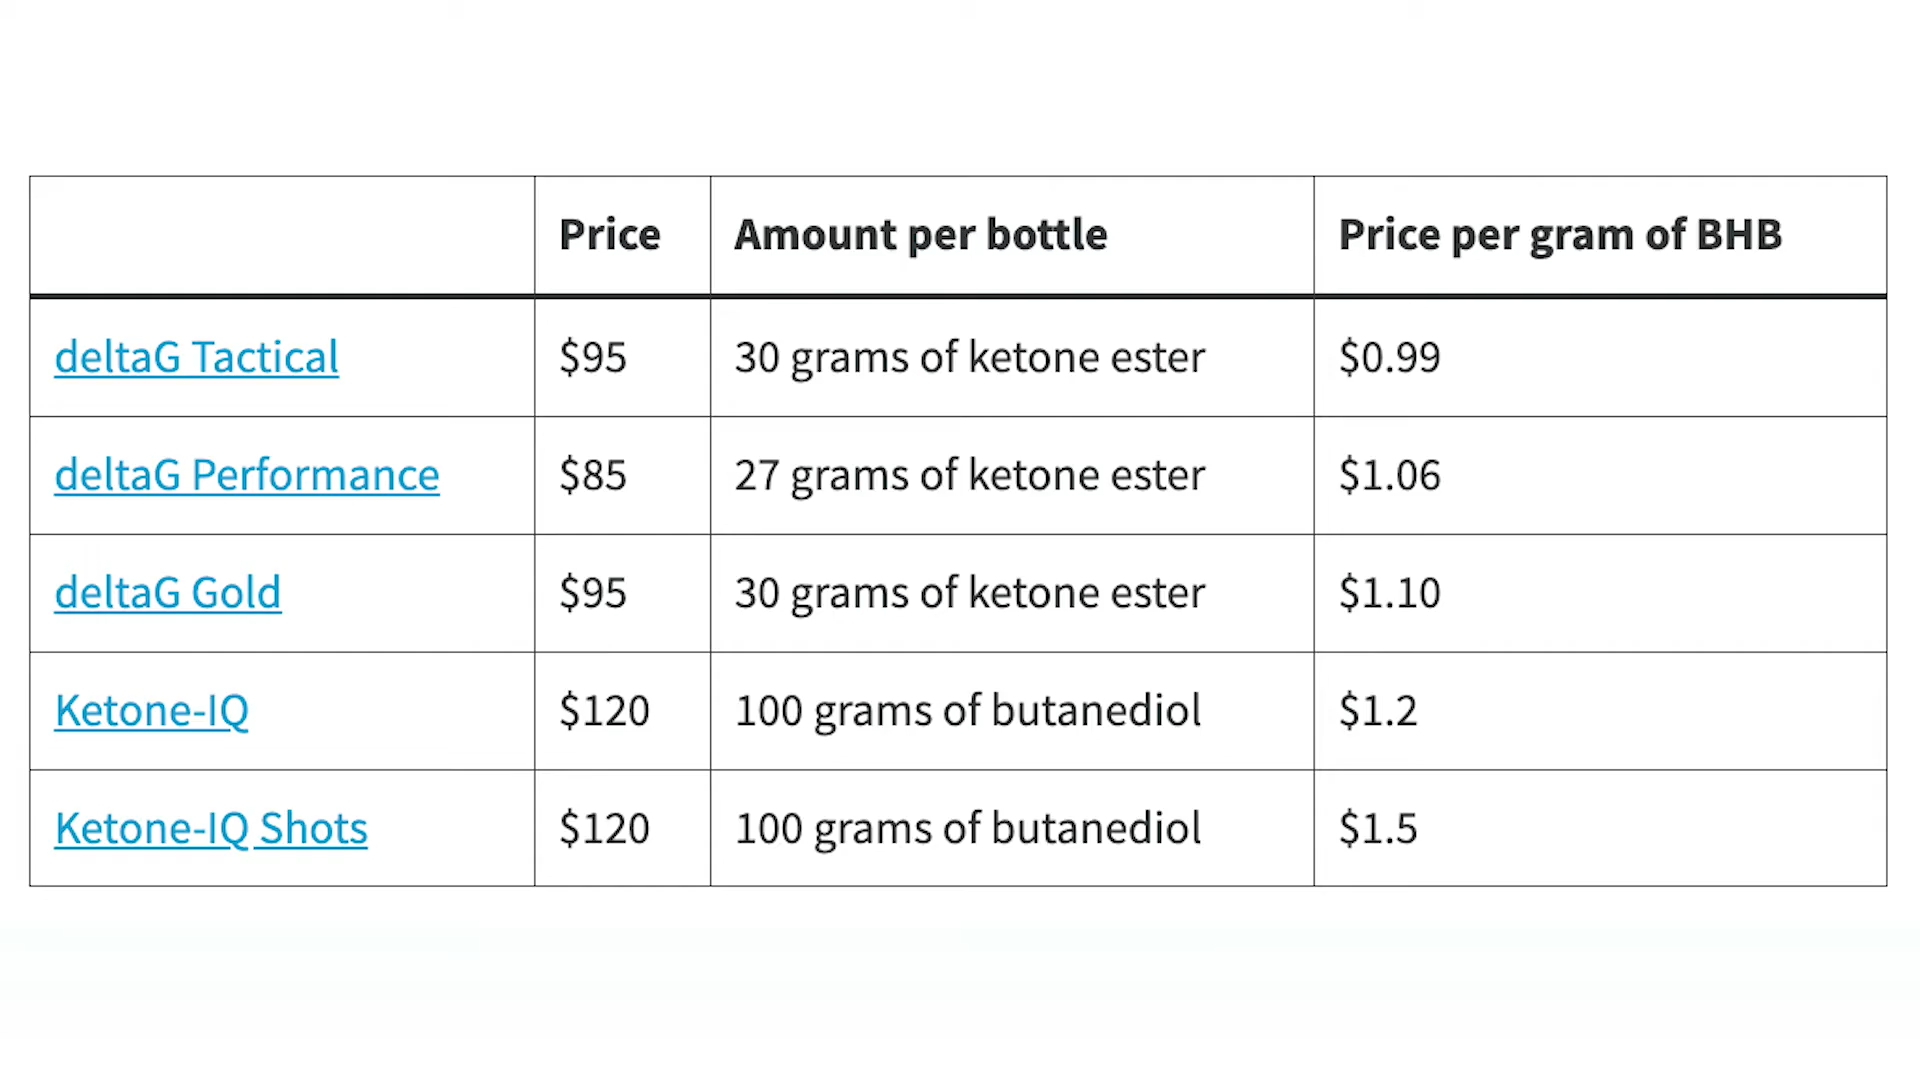 Price Amount per bottle Price per gram of BHB
deltaG Tactical $95 30 grams of ketone ester $0.99
deltaG Performance $85 27 grams of ketone ester $1.06
deltaG Gold $95 30 grams of ketone ester $1.10
Ketone-IQ $120 100 grams of butanediol $1.2
Ketone-IQ Shots $120 100 grams of butanediol $1.5